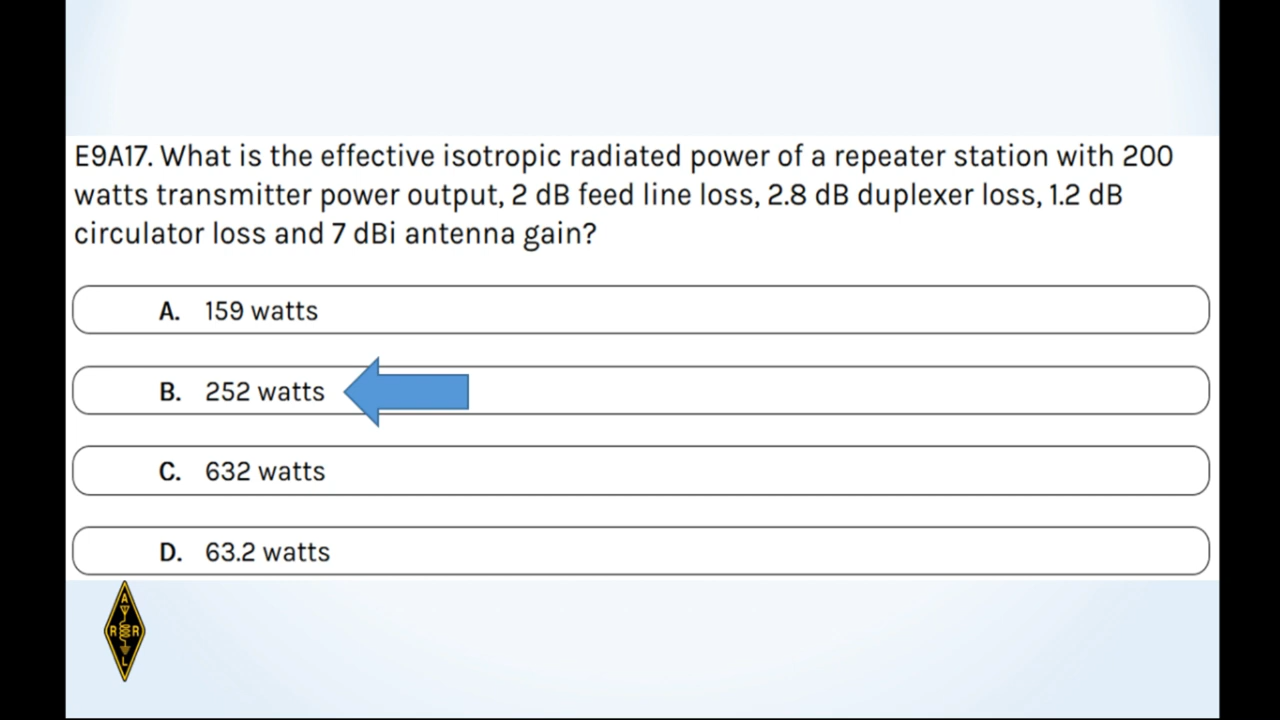 E9A17. What is the effective isotropic radiated power of a repeater station with 200
watts transmitter power output, 2 dB feed line loss, 2.8 dB duplexer loss, 1.2 dB
circulator loss and 7 dBi antenna gain?
A. 159 watts
B. 252 watts
C. 632 watts
D. 63.2 watts
A
R R
L